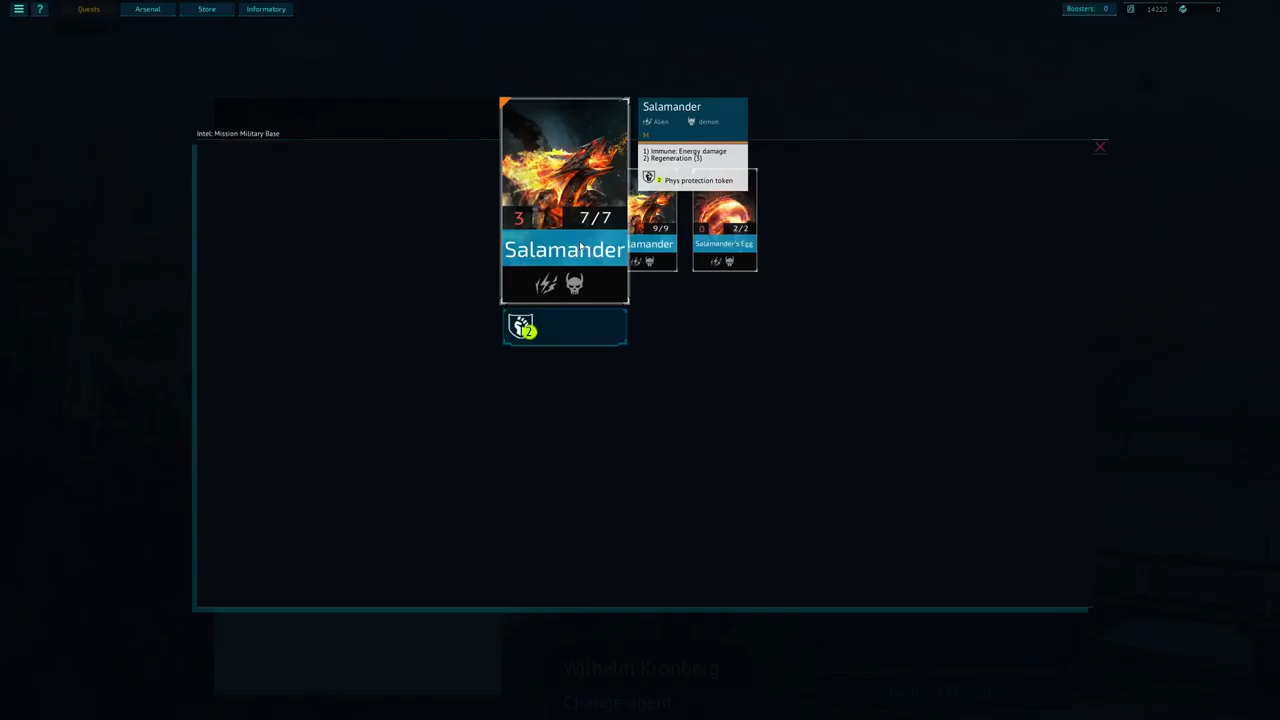 ?
Quests
Arsenal
Store
Informatory
Boosters: 0
14220
0
Intel: Mission Military Base
3
7/7
Salamander
2
Salamander
Alien
demon
M
1) Immune: Energy damage
2) Regeneration (3)
2 Phys protection token
9/9
lamander
0
2/2
Salamander's Egg
Wilhelm Krönberg
Change agent